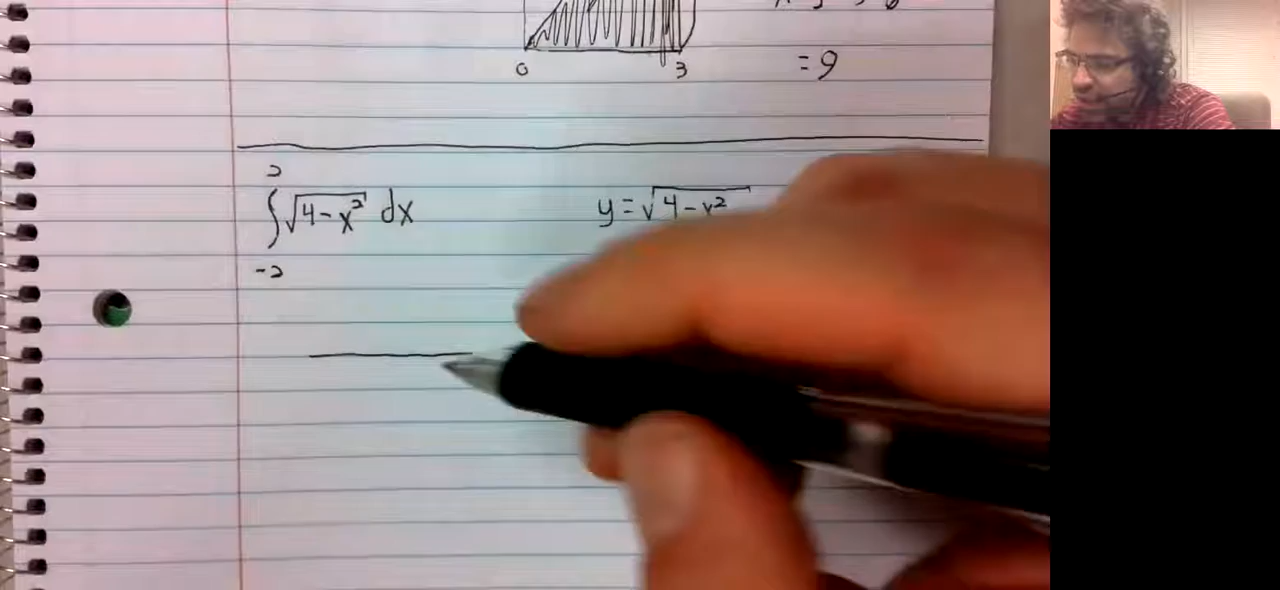 0 3
= 9
2
∫ √4-x² dx y = √4-x²
-2